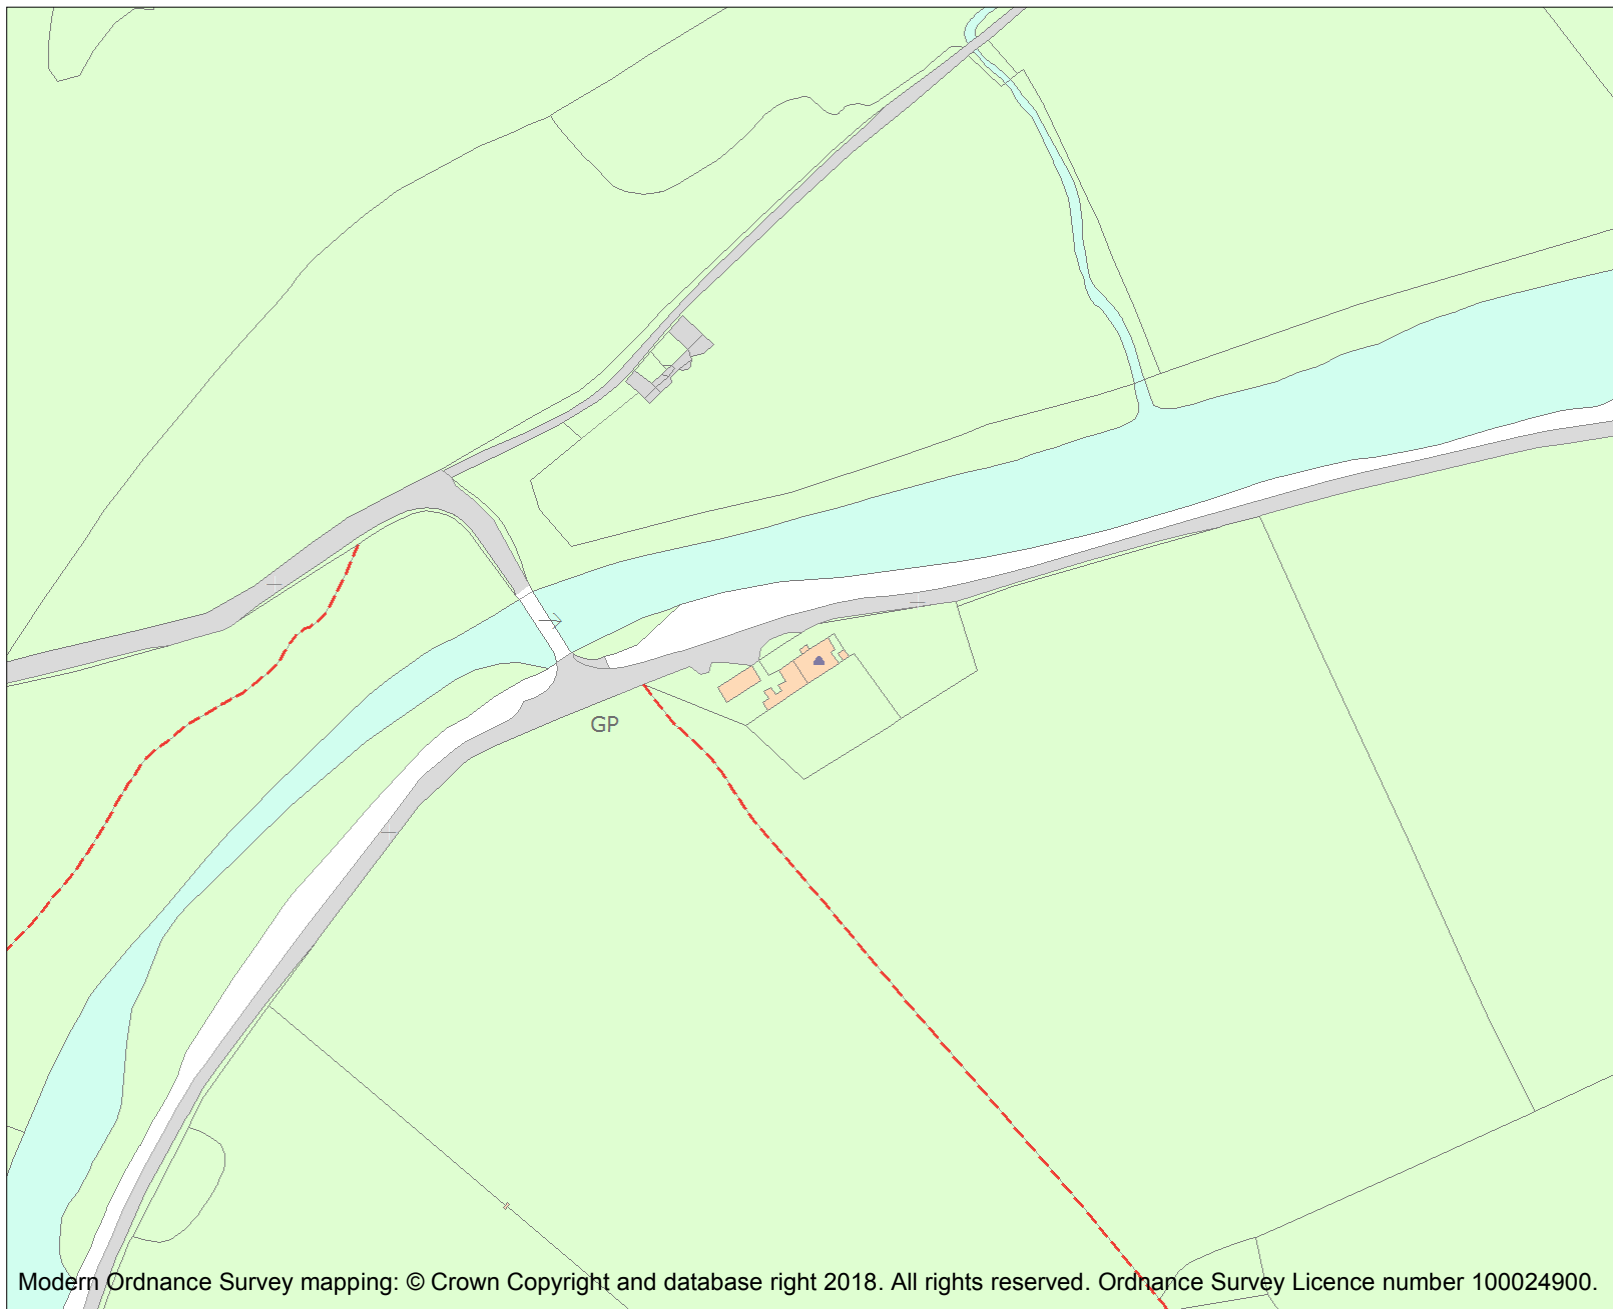 GP
Modern Ordnance Survey mapping: © Crown Copyright and database right 2018. All rights reserved. Ordnance Survey Licence number 100024900.